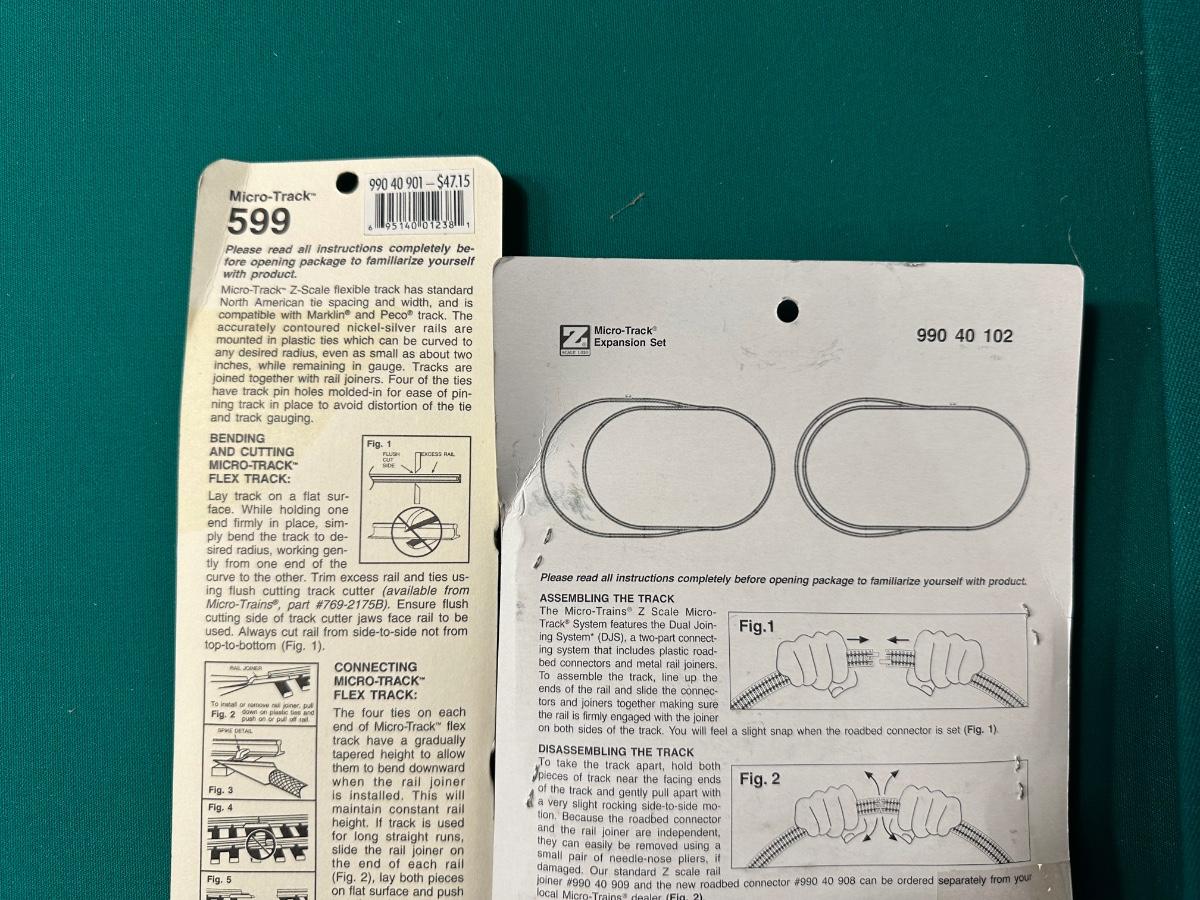 Micro-Track™
599
990 40 901 – $47.15
6 95140 01238 1
Please read all instructions completely be-
fore opening package to familiarize yourself
with product.
Micro-Track™ Z-Scale flexible track has standard
North American tie spacing and width, and is
compatible with Marklin® and Peco® track. The
accurately contoured nickel-silver rails are
mounted in plastic ties which can be curved to
any desired radius, even as small as about two
inches, while remaining in gauge. Tracks are
joined together with rail joiners. Four of the ties
have track pin holes molded-in for ease of pin-
ning track in place to avoid distortion of the tie
and track gauging.
BENDING
AND CUTTING
MICRO-TRACK™
FLEX TRACK:
Lay track on a flat sur-
face. While holding one
end firmly in place, sim-
ply bend the track to de-
sired radius, working gen-
tly from one end of the
curve to the other. Trim excess rail and ties us-
ing flush cutting track cutter (available from
Micro-Trains®, part #769-2175B). Ensure flush
cutting side of track cutter jaws face rail to be
used. Always cut rail from side-to-side not from
top-to-bottom (Fig. 1).
Fig. 1
FLUSH
CUT
SIDE
EXCESS RAIL
RAIL JOINER
To install or remove rail joiner, pull
Fig. 2 down on plastic ties and
push on or pull off rail.
SPIKE DETAIL
Fig. 3
Fig. 4
Fig. 5
CONNECTING
MICRO-TRACK™
FLEX TRACK:
The four ties on each
end of Micro-Track™ flex
track have a gradually
tapered height to allow
them to bend downward
when the rail joiner
is installed. This will
maintain constant rail
height. If track is used
for long straight runs,
slide the rail joiner on
the end of each rail
(Fig. 2), lay both pieces
on flat surface and push
Z
SCALE 1:220
Micro-Track®
Expansion Set
990 40 102
Please read all instructions completely before opening package to familiarize yourself with product.
ASSEMBLING THE TRACK
The Micro-Trains® Z Scale Micro-
Track® System features the Dual Join-
ing System* (DJS), a two-part connect-
ing system that includes plastic road-
bed connectors and metal rail joiners.
To assemble the track, line up the
ends of the rail and slide the connec-
tors and joiners together making sure
the rail is firmly engaged with the joiner
on both sides of the track. You will feel a slight snap when the roadbed connector is set (Fig. 1).
Fig.1
DISASSEMBLING THE TRACK
To take the track apart, hold both
pieces of track near the facing ends
of the track and gently pull apart with
a very slight rocking side-to-side mo-
tion. Because the roadbed connector
and the rail joiner are independent,
they can easily be removed using a
small pair of needle-nose pliers, if
damaged. Our standard Z scale rail
joiner #990 40 909 and the new roadbed connector #990 40 908 can be ordered separately from your
local Micro-Trains® dealer (Fig. 2)
Fig. 2